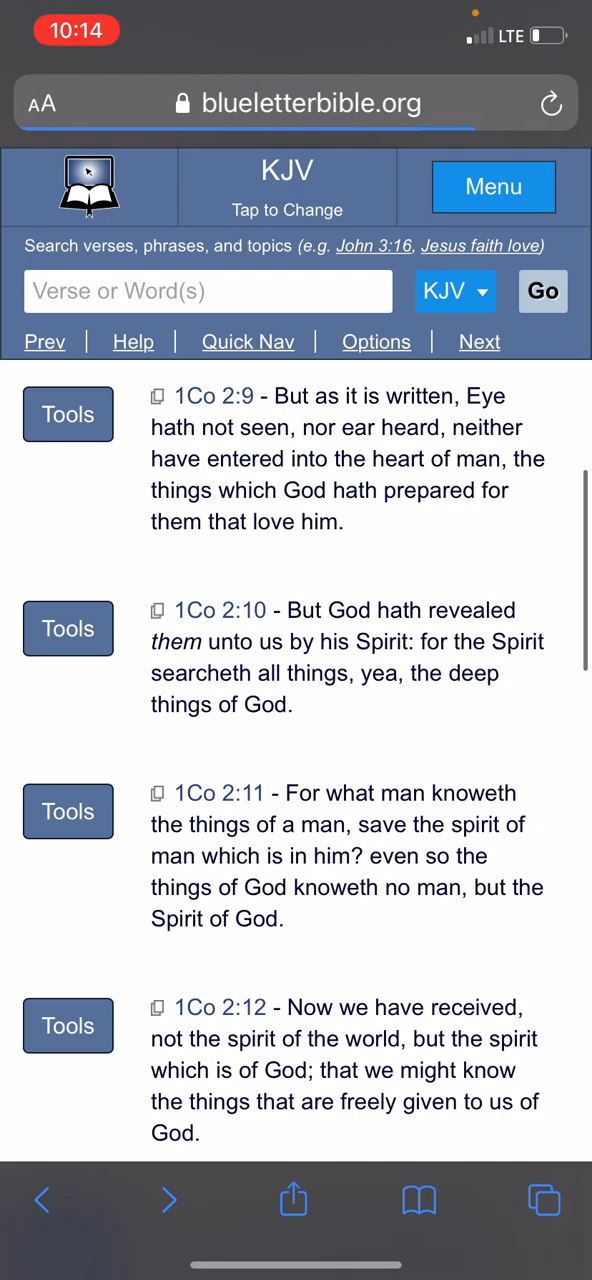 10:14
LTE
AA
blueletterbible.org
KJV
Tap to Change
Menu
Search verses, phrases, and topics (e.g. John 3:16, Jesus faith love)
Verse or Word(s)
KJV
Go
Prev | Help | Quick Nav | Options | Next
Tools
1Co 2:9 - But as it is written, Eye
hath not seen, nor ear heard, neither
have entered into the heart of man, the
things which God hath prepared for
them that love him.
Tools
1Co 2:10 - But God hath revealed
them unto us by his Spirit: for the Spirit
searcheth all things, yea, the deep
things of God.
Tools
1Co 2:11 - For what man knoweth
the things of a man, save the spirit of
man which is in him? even so the
things of God knoweth no man, but the
Spirit of God.
Tools
1Co 2:12 - Now we have received,
not the spirit of the world, but the spirit
which is of God; that we might know
the things that are freely given to us of
God.